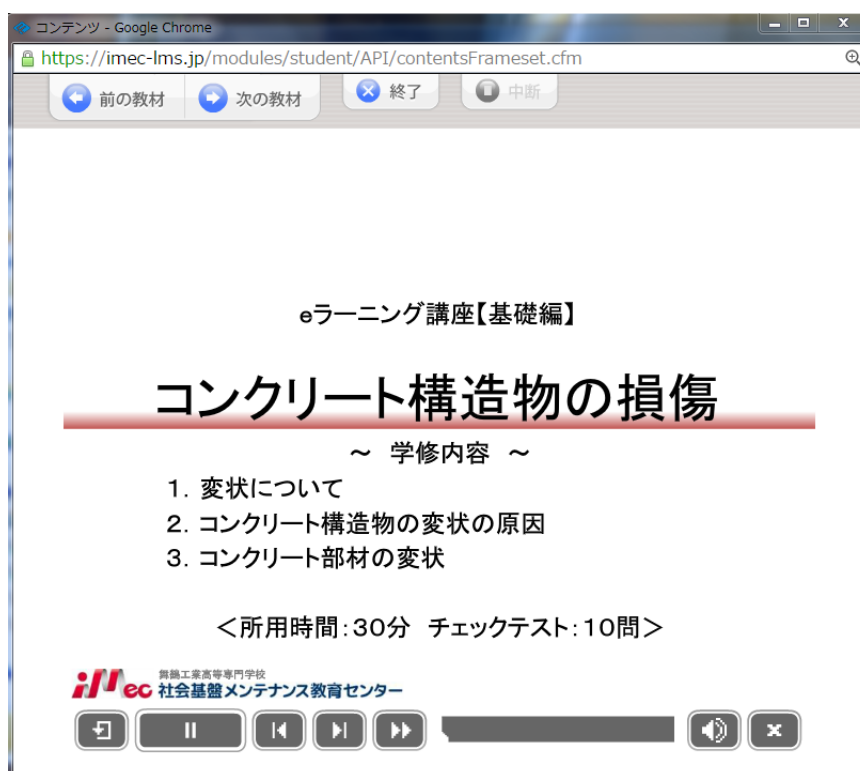 コンテンツ - Google Chrome
https://imec-lms.jp/modules/student/API/contentsFrameset.cfm
前の教材 次の教材 終了 中断
eラーニング講座【基礎編】
コンクリート構造物の損傷
～ 学修内容 ～
1．変状について
2．コンクリート構造物の変状の原因
3．コンクリート部材の変状
＜所用時間：30分 チェックテスト：10問＞
舞鶴工業高等専門学校
iMec 社会基盤メンテナンス教育センター